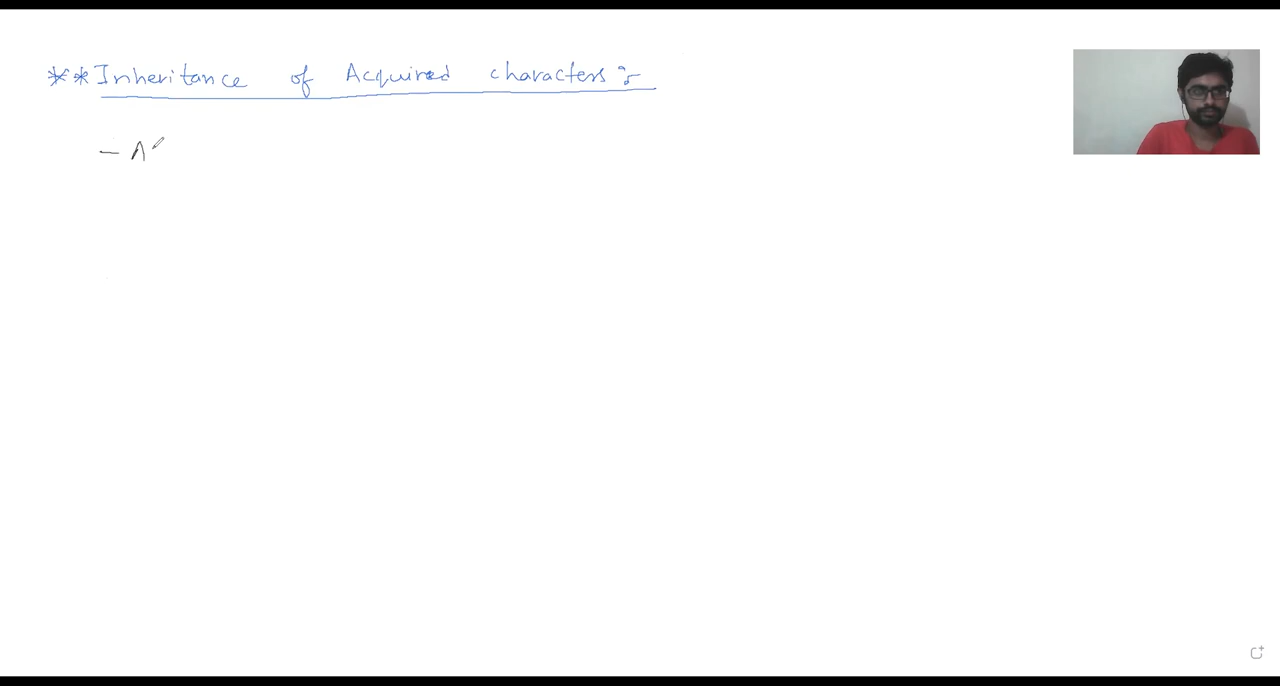 **Inheritance of Acquired characters :-
- A